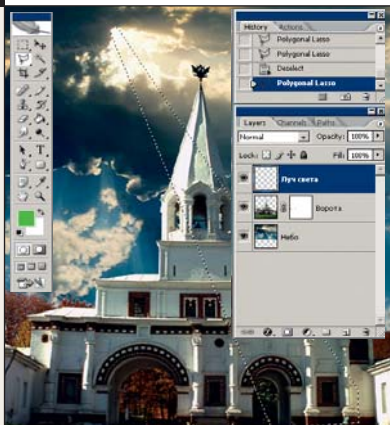 History Actions
Polygonal Lasso
Polygonal Lasso
Deselect
Polygonal Lasso
Layers Channels Paths
Normal Opacity: 100%
Lock: Fill: 100%
Луч света
Ворота
Небо